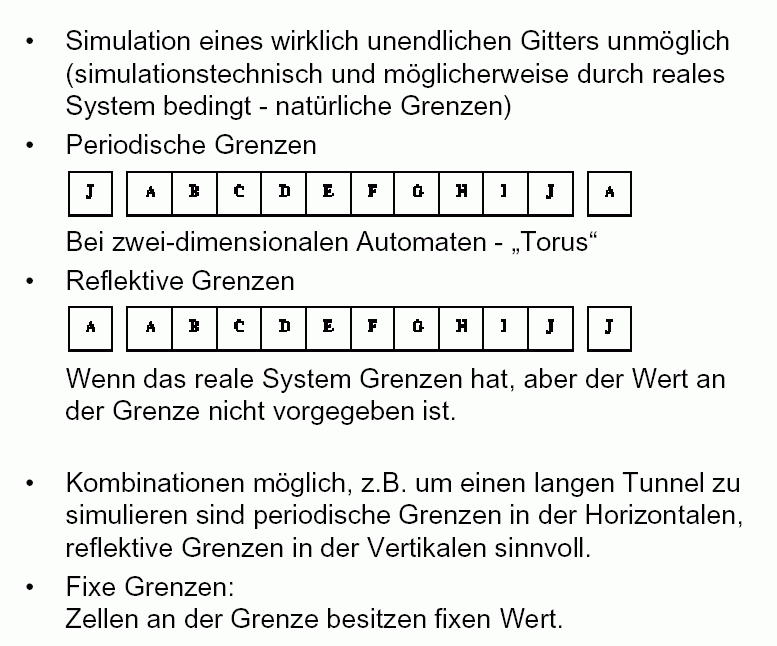 • Simulation eines wirklich unendlichen Gitters unmöglich
(simulationstechnisch und möglicherweise durch reales
System bedingt - natürliche Grenzen)
• Periodische Grenzen
J A B C D E F G H I J A
Bei zwei-dimensionalen Automaten - „Torus“
• Reflektive Grenzen
A A B C D E F G H I J J
Wenn das reale System Grenzen hat, aber der Wert an
der Grenze nicht vorgegeben ist.
• Kombinationen möglich, z.B. um einen langen Tunnel zu
simulieren sind periodische Grenzen in der Horizontalen,
reflektive Grenzen in der Vertikalen sinnvoll.
• Fixe Grenzen:
Zellen an der Grenze besitzen fixen Wert.